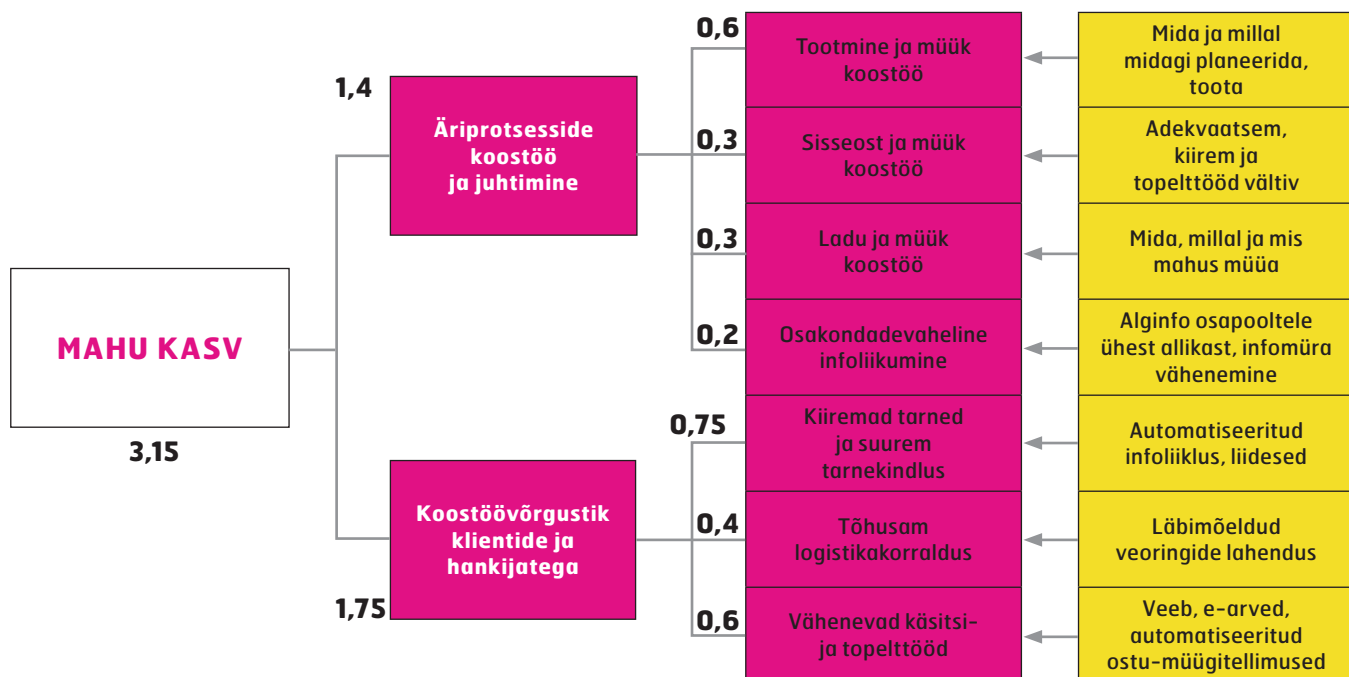 MAHU KASV
3,15
1,4
Äriprotsesside
koostöö
ja juhtimine
1,75
Koostöövõrgustik
klientide ja
hankijatega
0,6
Tootmine ja müük
koostöö
Mida ja millal
midagi planeerida,
toota
0,3
Sisseost ja müük
koostöö
Adekvaatsem,
kiirem ja
topelttööd vältiv
0,3
Ladu ja müük
koostöö
Mida, millal ja mis
mahus müüa
0,2
Osakondadevaheline
infoliikumine
Alginfo osapooltele
ühest allikast, infomüra
vähenemine
0,75
Kiiremad tarned
ja suurem
tarnekindlus
Automatiseeritud
infoliiklus, liidesed
0,4
Tõhusam
logistikakorraldus
Läbimõeldud
veoringide lahendus
0,6
Vähenevad käsitsi-
ja topelttööd
Veeb, e-arved,
automatiseeritud
ostu-müügitellimused